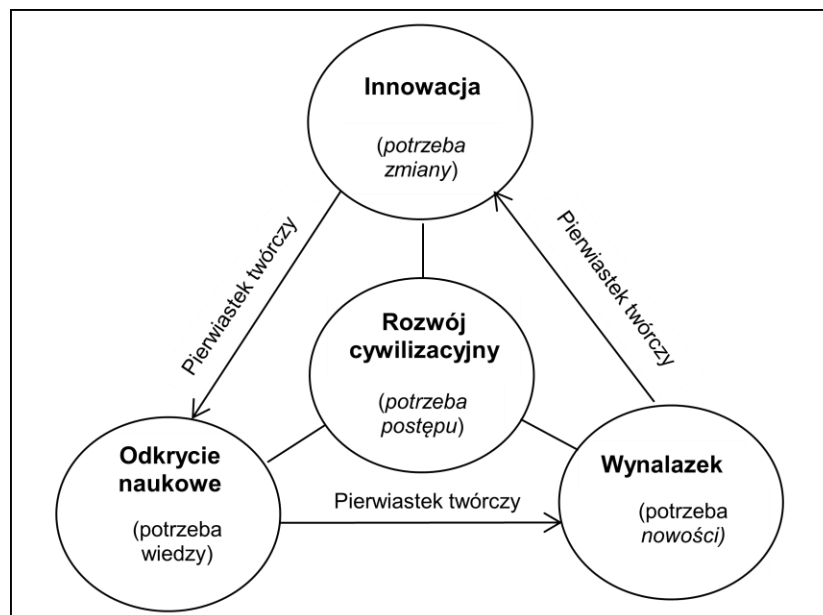 Innowacja
(potrzeba
zmiany)
Pierwiastek twórczy
Pierwiastek twórczy
Rozwój
cywilizacyjny
(potrzeba
postępu)
Odkrycie
naukowe
(potrzeba
wiedzy)
Pierwiastek twórczy
Wynalazek
(potrzeba
nowości)